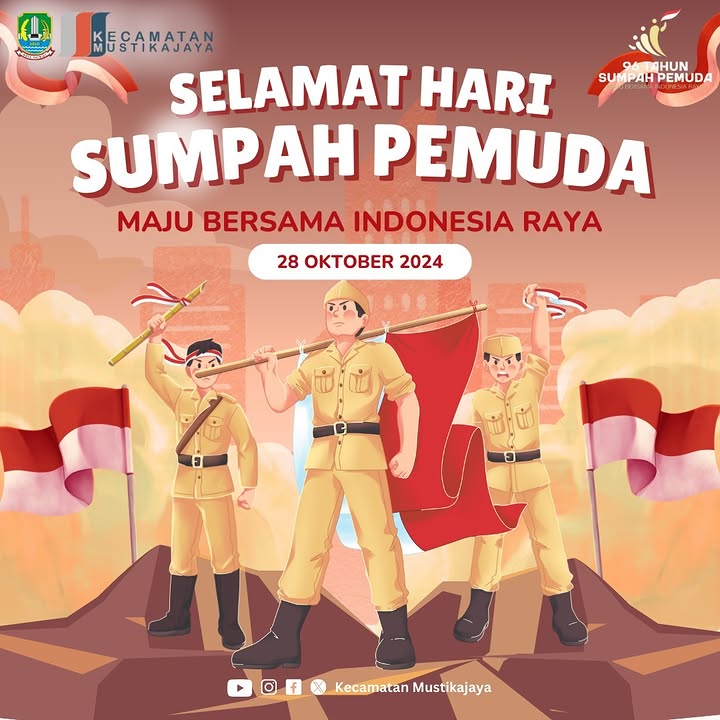 KECAMATAN
MUSTIKAJAYA
96 TAHUN
SUMPAH PEMUDA
SELAMAT HARI
SUMPAH PEMUDA
MAJU BERSAMA INDONESIA RAYA
28 OKTOBER 2024
Kecamatan Mustikajaya